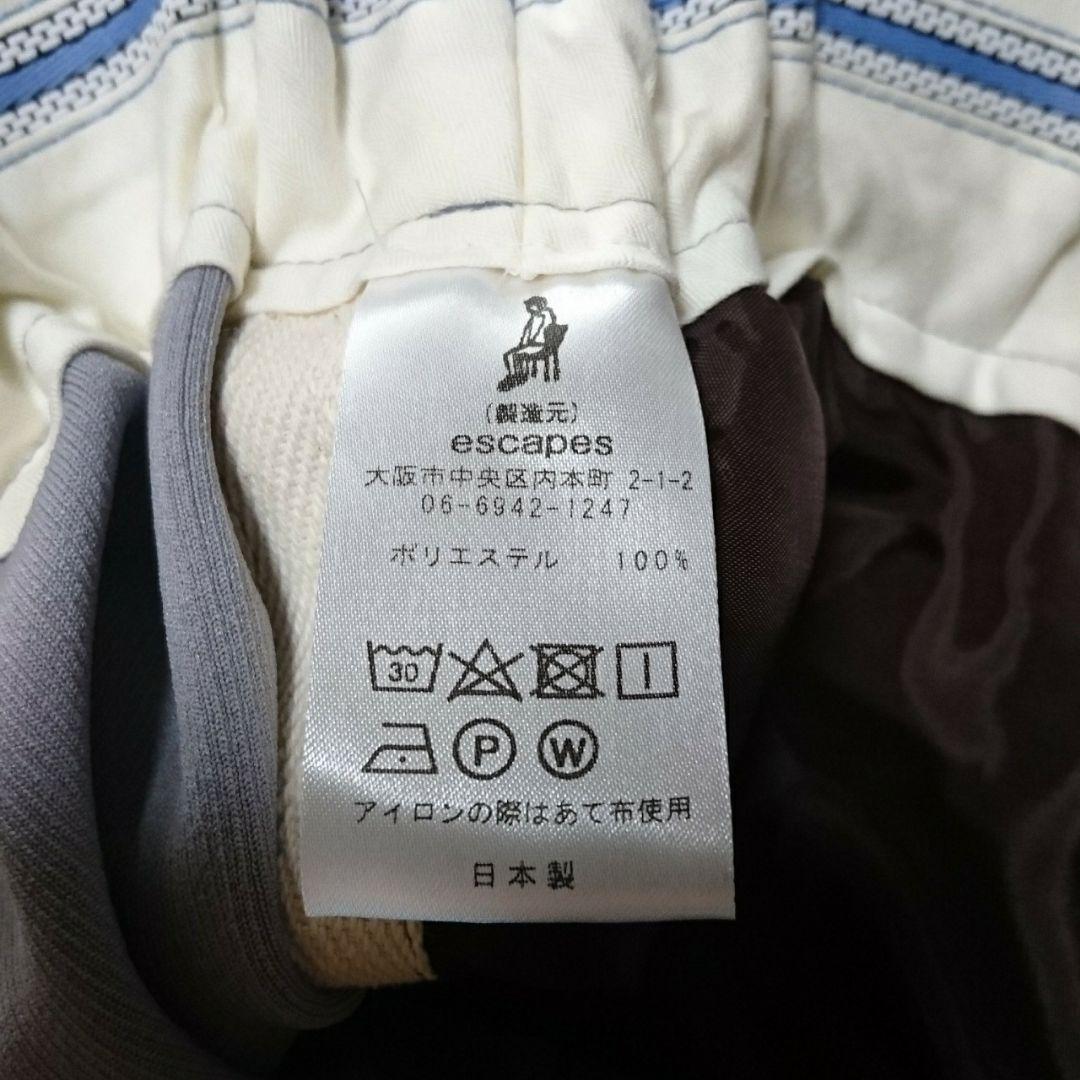 (製造元)
escapes
大阪市中央区内本町 2-1-2
06-6942-1247
ポリエステル 100%
30
P W
アイロンの際はあて布使用
日本製